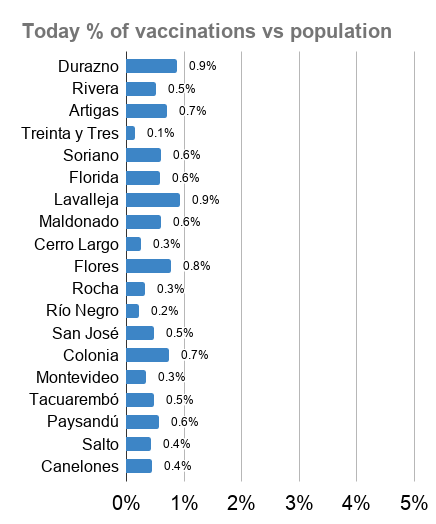 Today % of vaccinations vs population
Durazno 0.9%
Rivera 0.5%
Artigas 0.7%
Treinta y Tres 0.1%
Soriano 0.6%
Florida 0.6%
Lavalleja 0.9%
Maldonado 0.6%
Cerro Largo 0.3%
Flores 0.8%
Rocha 0.3%
Río Negro 0.2%
San José 0.5%
Colonia 0.7%
Montevideo 0.3%
Tacuarembó 0.5%
Paysandú 0.6%
Salto 0.4%
Canelones 0.4%
0% 1% 2% 3% 4% 5%